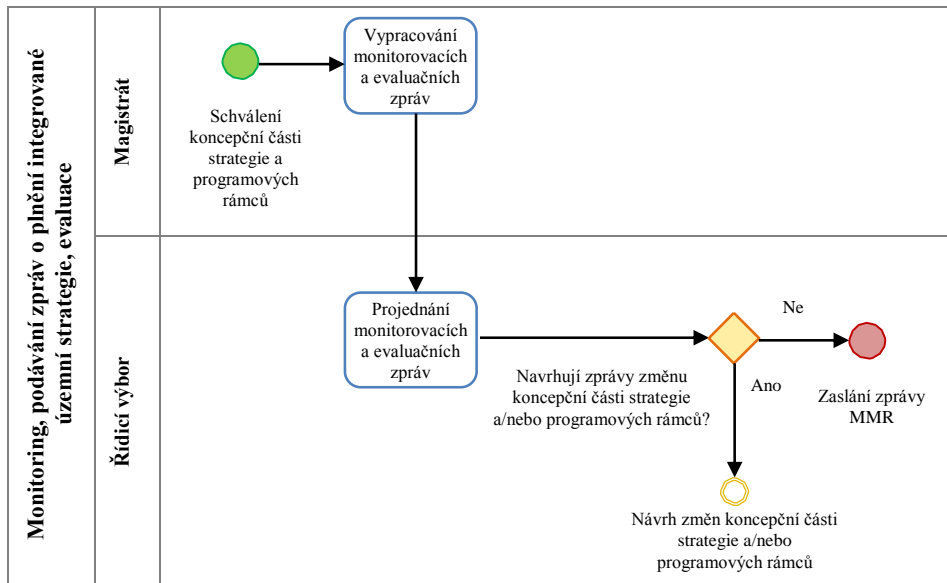 Monitoring, podávání zpráv o plnění integrované
územní strategie, evaluace
Magistrát
Schválení
koncepční části
strategie a
programových
rámců
Vypracování
monitorovacích
a evaluačních
zpráv
Řídicí výbor
Projednání
monitorovacích
a evaluačních
zpráv
Navrhují zprávy změnu
koncepční části strategie
a/nebo programových rámců?
Ne
Ano
Zaslání zprávy
MMR
Návrh změn koncepční části
strategie a/nebo
programových rámců